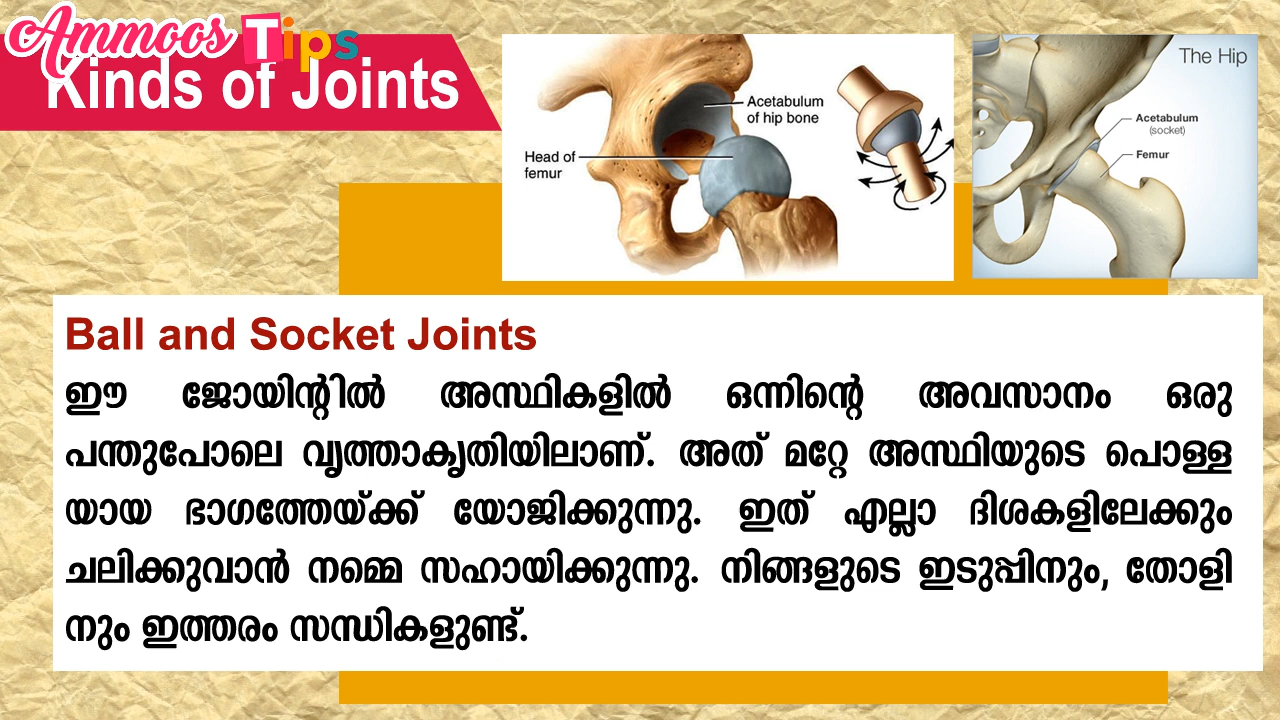 Ammoos Tips
Kinds of Joints
Acetabulum
of hip bone
Head of
femur
The Hip
Acetabulum
(socket)
Femur
Ball and Socket Joints
ഈ ജോയിന്റിൽ അസ്ഥികളിൽ ഒന്നിന്റെ അവസാനം ഒരു
പന്തുപോലെ വൃത്താകൃതിയിലാണ്. അത് മറ്റേ അസ്ഥിയുടെ പൊള്ള
യായ ഭാഗത്തേയ്ക്ക് യോജിക്കുന്നു. ഇത് എല്ലാ ദിശകളിലേക്കും
ചലിക്കുവാൻ നമ്മെ സഹായിക്കുന്നു. നിങ്ങളുടെ ഇടുപ്പിനും, തോളി
നും ഇത്തരം സന്ധികളുണ്ട്.